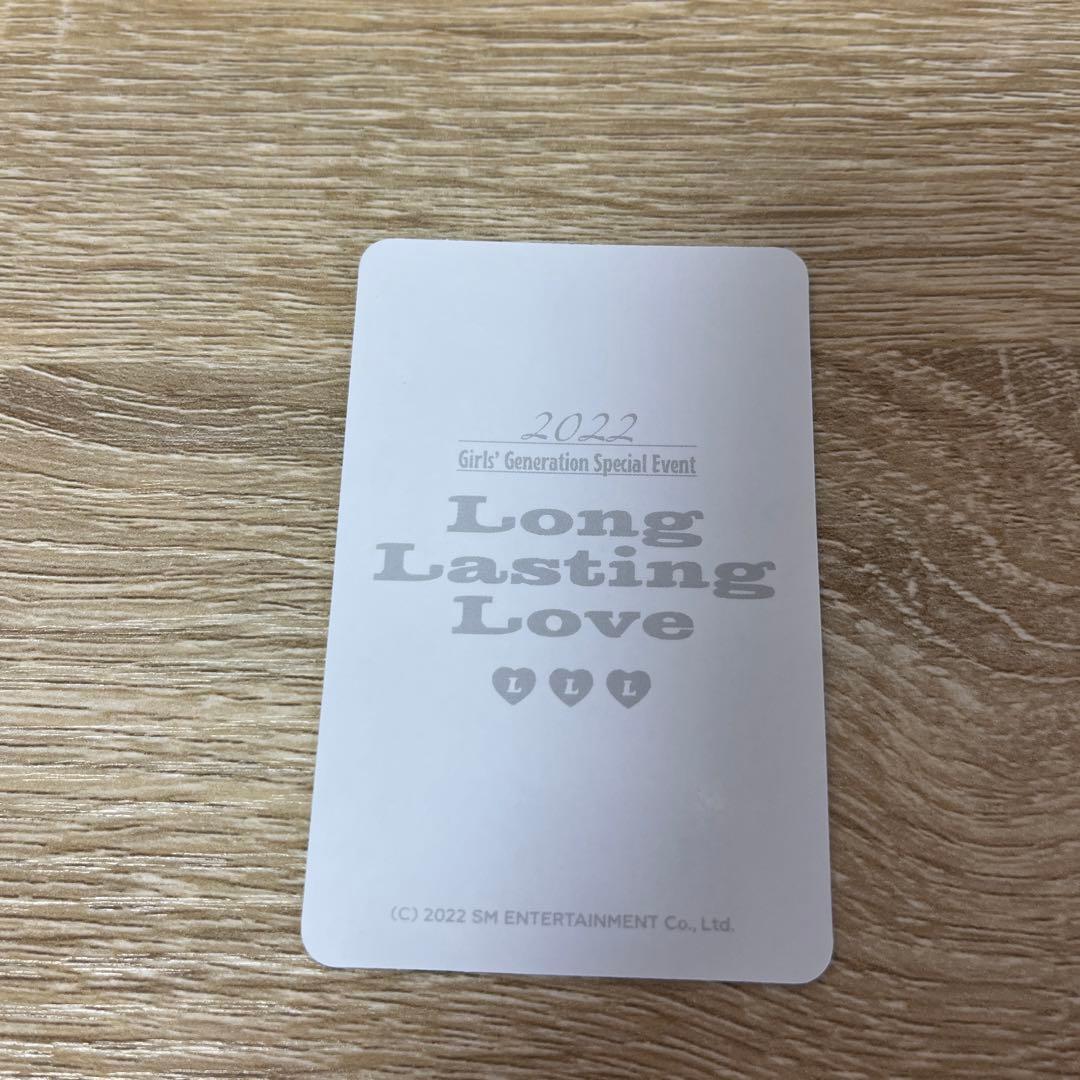 2022
Girls' Generation Special Event
Long
Lasting
Love
L L L
(C) 2022 SM ENTERTAINMENT Co., Ltd.